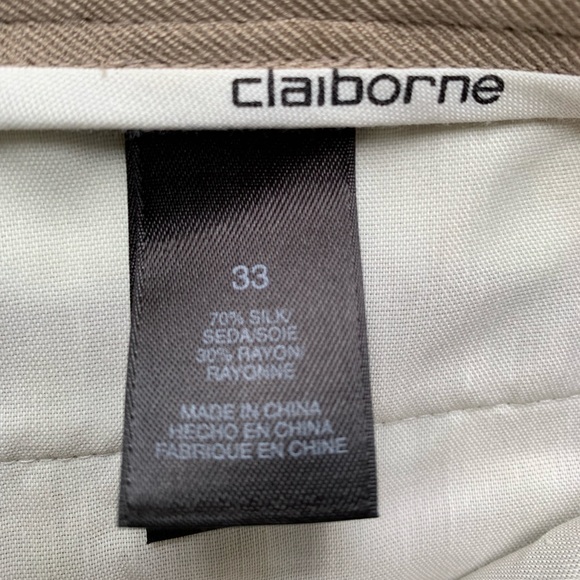 claiborne
33
70% SILK/
SEDA/SOIE
30% RAYON/
RAYONNE
MADE IN CHINA
HECHO EN CHINA
FABRIQUE EN CHINE